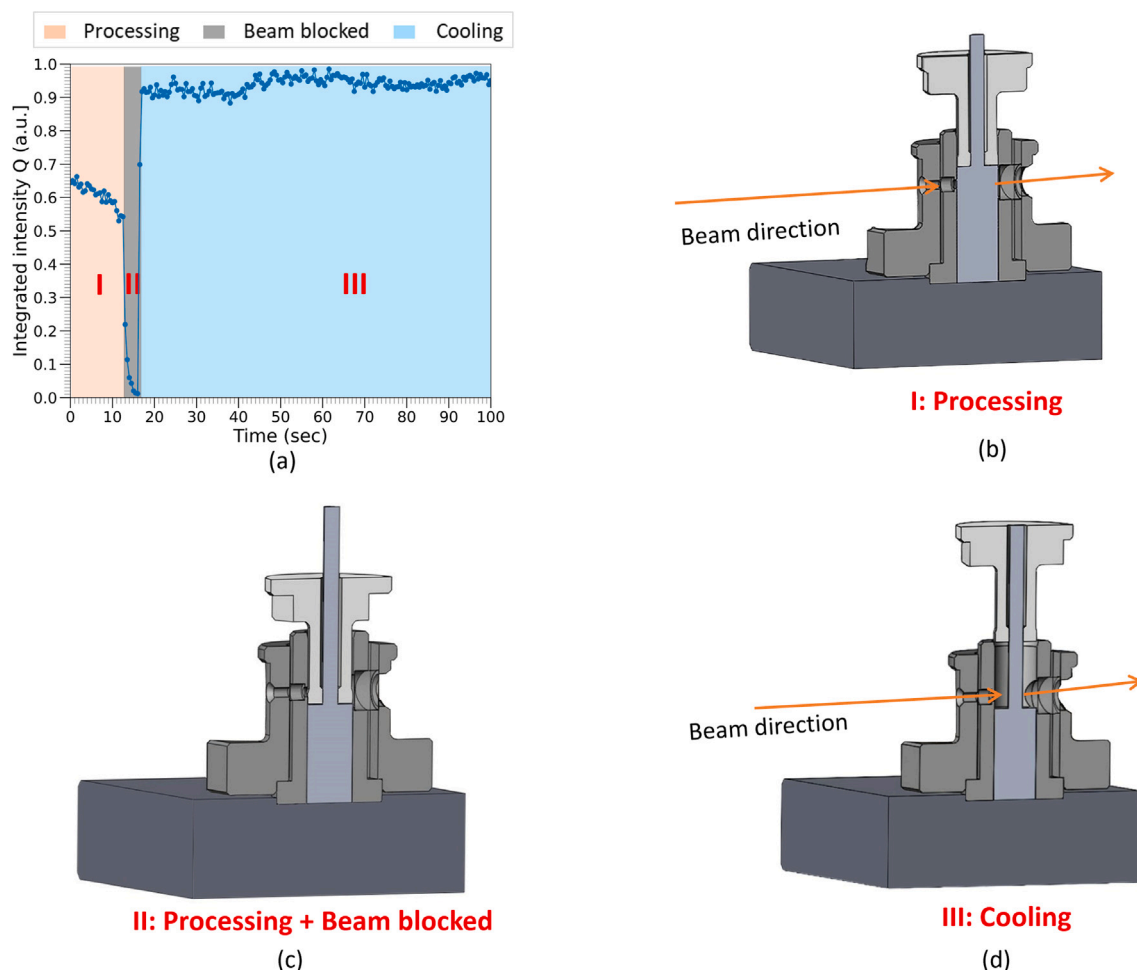 Processing Beam blocked Cooling
Integrated intensity Q (a.u.)
1.0
0.9
0.8
0.7
0.6
0.5
0.4
0.3
0.2
0.1
0.0
I II III
0 10 20 30 40 50 60 70 80 90 100
Time (sec)
(a)
Beam direction
I: Processing
(b)
II: Processing + Beam blocked
(c)
Beam direction
III: Cooling
(d)